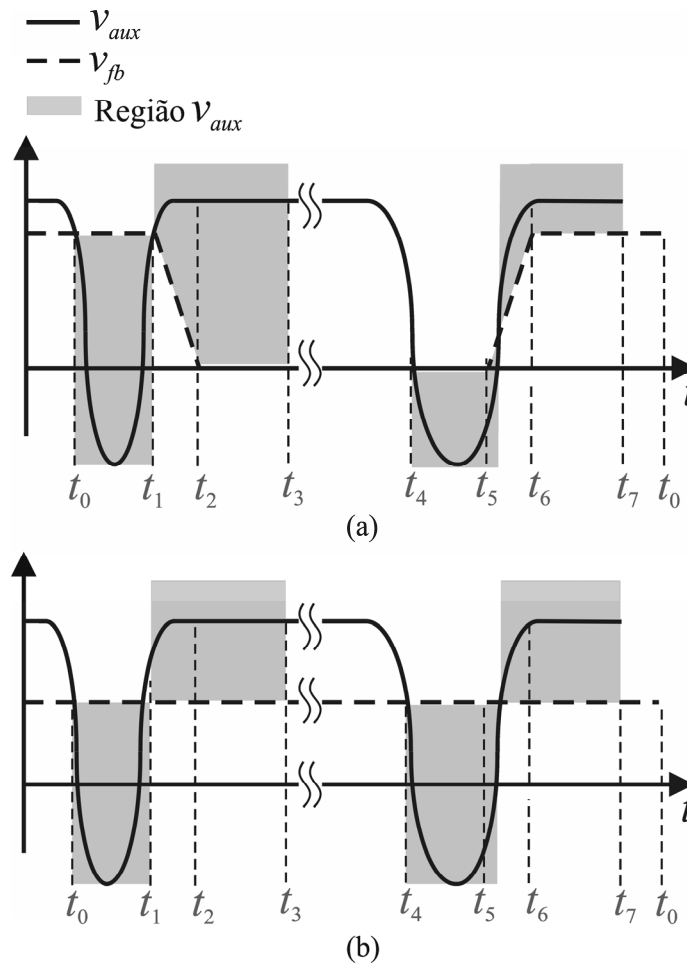 v_aux
v_fb
Região v_aux
t
t_0 t_1 t_2 t_3 t_4 t_5 t_6 t_7 t_0
(a)
t
t_0 t_1 t_2 t_3 t_4 t_5 t_6 t_7 t_0
(b)